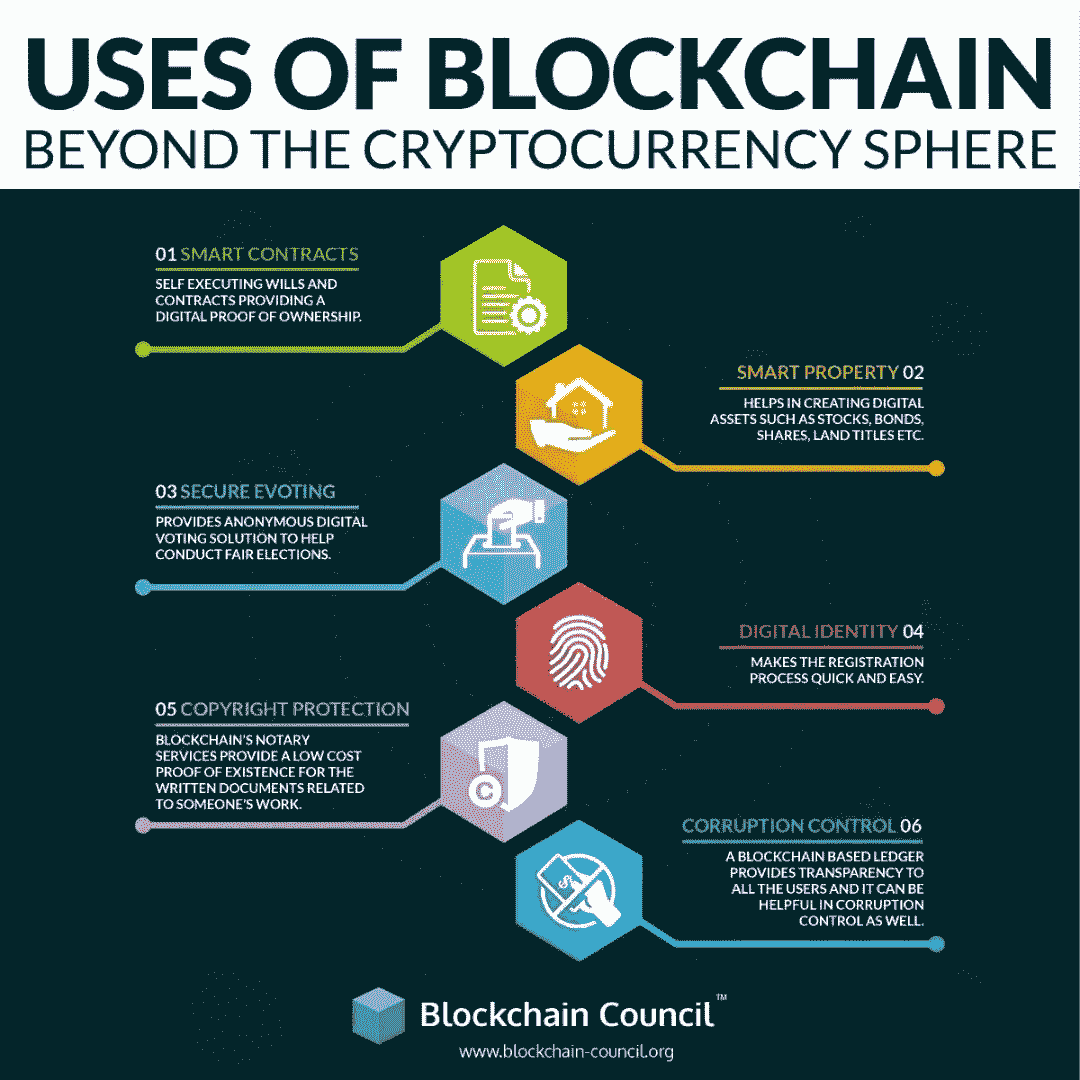 USES OF BLOCKCHAIN
BEYOND THE CRYPTOCURRENCY SPHERE
01 SMART CONTRACTS
SELF EXECUTING WILLS AND
CONTRACTS PROVIDING A
DIGITAL PROOF OF OWNERSHIP.
SMART PROPERTY 02
HELPS IN CREATING DIGITAL
ASSETS SUCH AS STOCKS, BONDS,
SHARES, LAND TITLES ETC.
03 SECURE EVOTING
PROVIDES ANONYMOUS DIGITAL
VOTING SOLUTION TO HELP
CONDUCT FAIR ELECTIONS.
DIGITAL IDENTITY 04
MAKES THE REGISTRATION
PROCESS QUICK AND EASY.
05 COPYRIGHT PROTECTION
BLOCKCHAIN'S NOTARY
SERVICES PROVIDE A LOW COST
PROOF OF EXISTENCE FOR THE
WRITTEN DOCUMENTS RELATED
TO SOMEONE'S WORK.
C
CORRUPTION CONTROL 06
A BLOCKCHAIN BASED LEDGER
PROVIDES TRANSPARENCY TO
ALL THE USERS AND IT CAN BE
HELPFUL IN CORRUPTION
CONTROL AS WELL.
$
Blockchain Council™
www.blockchain-council.org